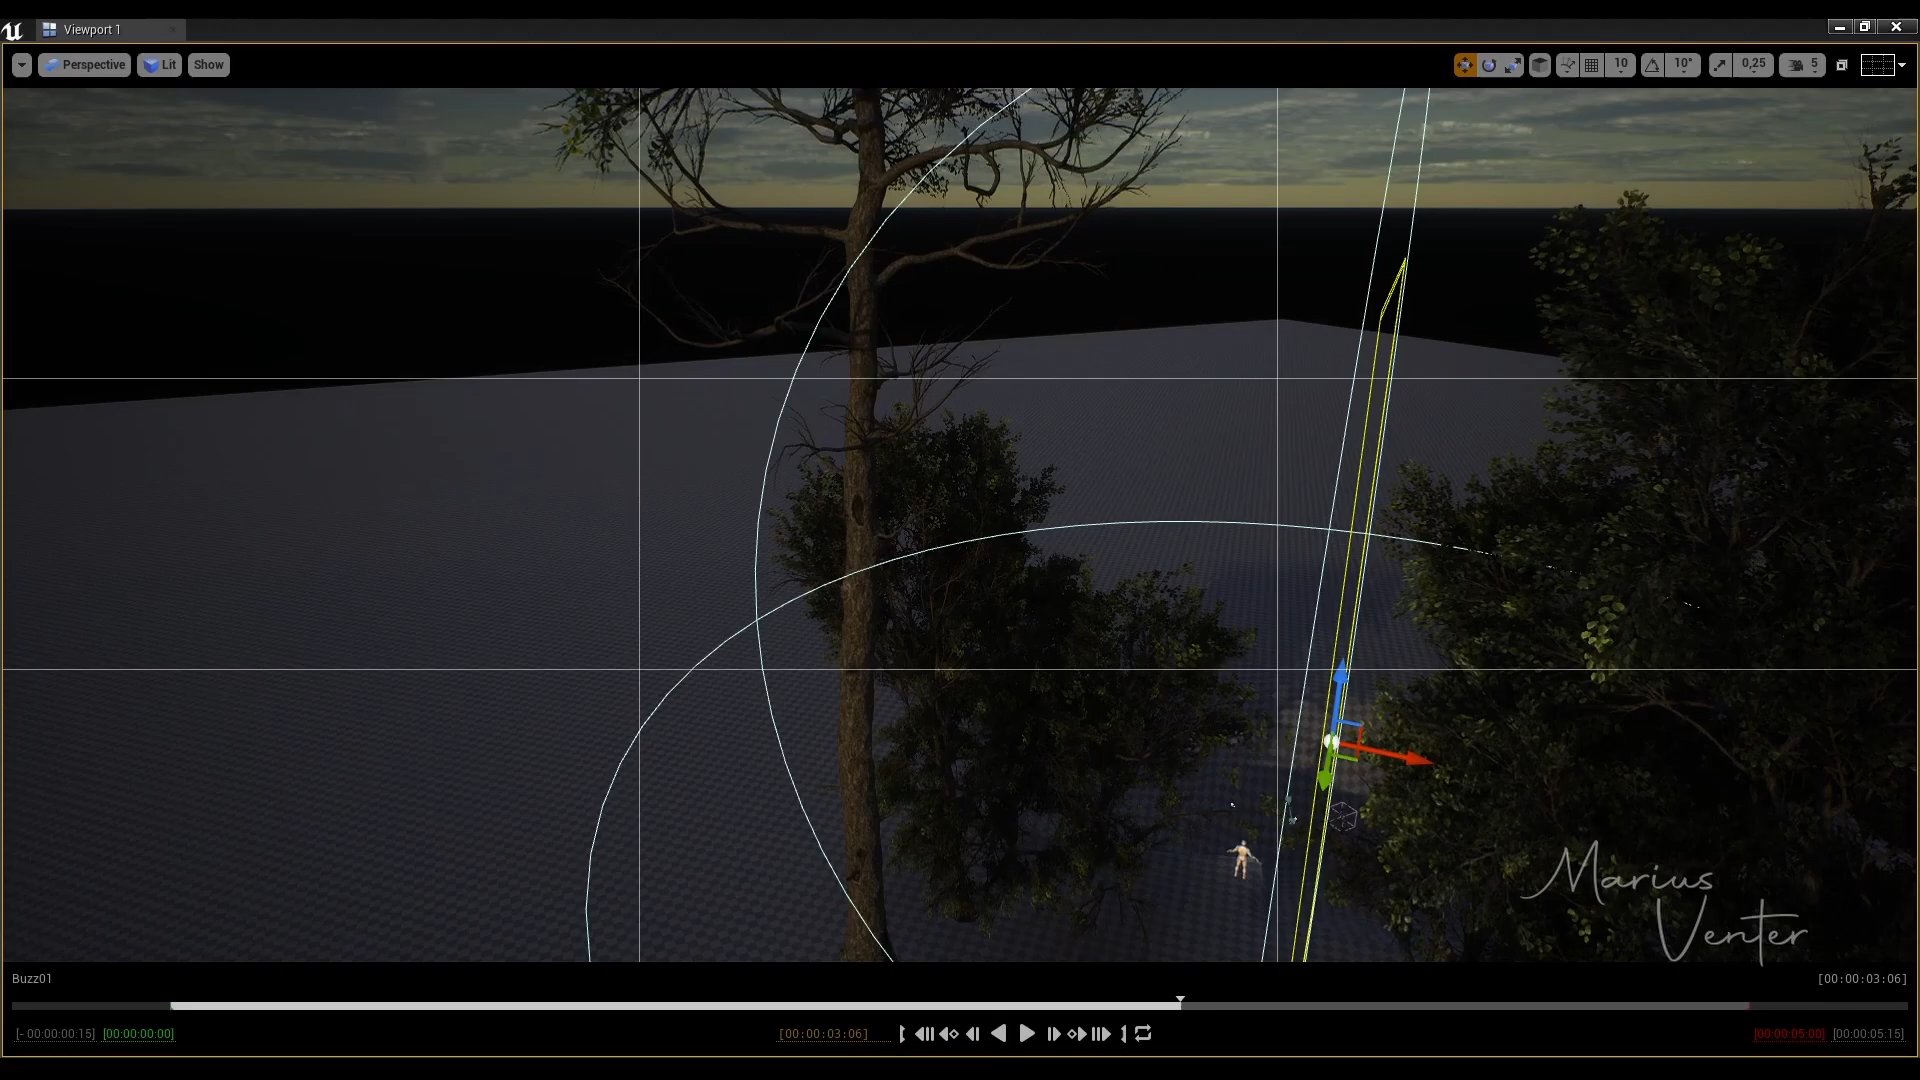 Viewport 1
Perspective
Lit
Show
10
10°
0,25
5
Marius
Venter
Buzz01
[00:00:03:06]
[- 00:00:00:15]
[00:00:00:00]
[00:00:03:06]
[00:00:05:00]
[00:00:05:15]